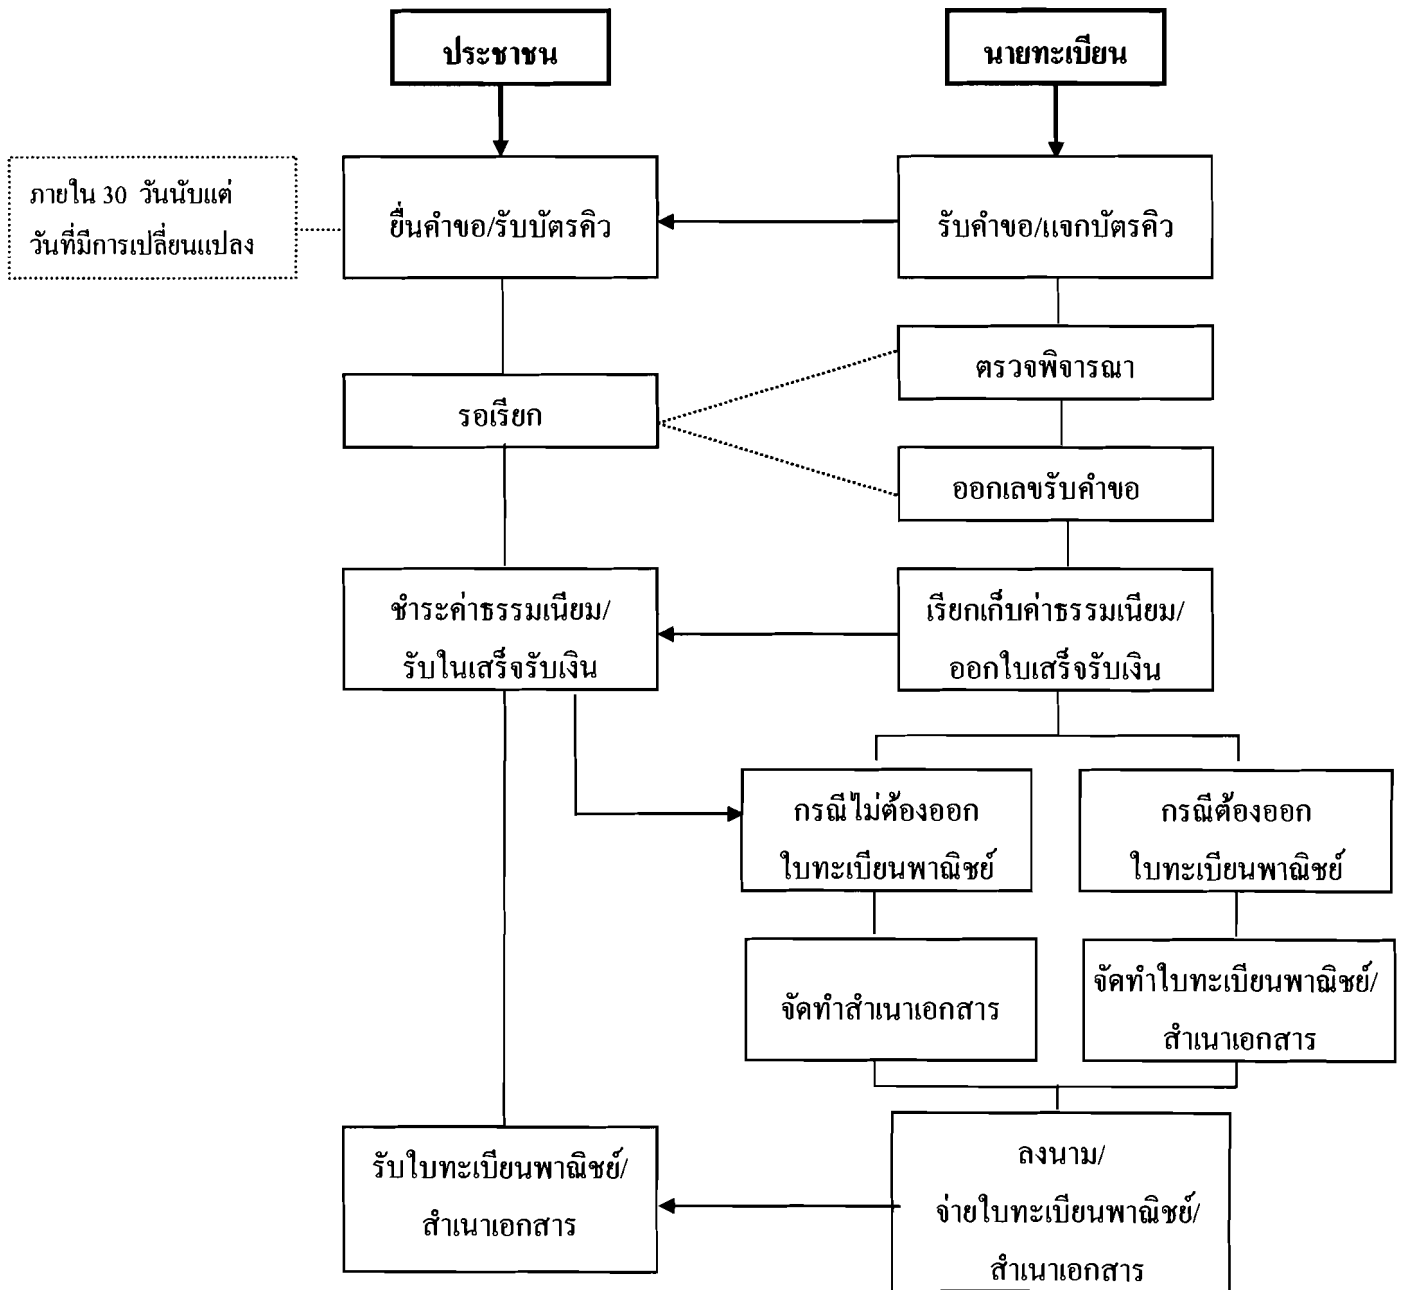 ประชาชน
นายทะเบียน
ภายใน 30 วันนับแต่
วันที่มีการเปลี่ยนแปลง
ยื่นคำขอ/รับบัตรคิว
รับคำขอ/แจกบัตรคิว
ตรวจพิจารณา
รอเรียก
ออกเลขรับคำขอ
ชำระค่าธรรมเนียม/
รับในเสร็จรับเงิน
เรียกเก็บค่าธรรมเนียม/
ออกใบเสร็จรับเงิน
กรณีไม่ต้องออก
ใบทะเบียนพาณิชย์
กรณีต้องออก
ใบทะเบียนพาณิชย์
จัดทำสำเนาเอกสาร
จัดทำใบทะเบียนพาณิชย์/
สำเนาเอกสาร
รับใบทะเบียนพาณิชย์/
สำเนาเอกสาร
ลงนาม/
จ่ายใบทะเบียนพาณิชย์/
สำเนาเอกสาร